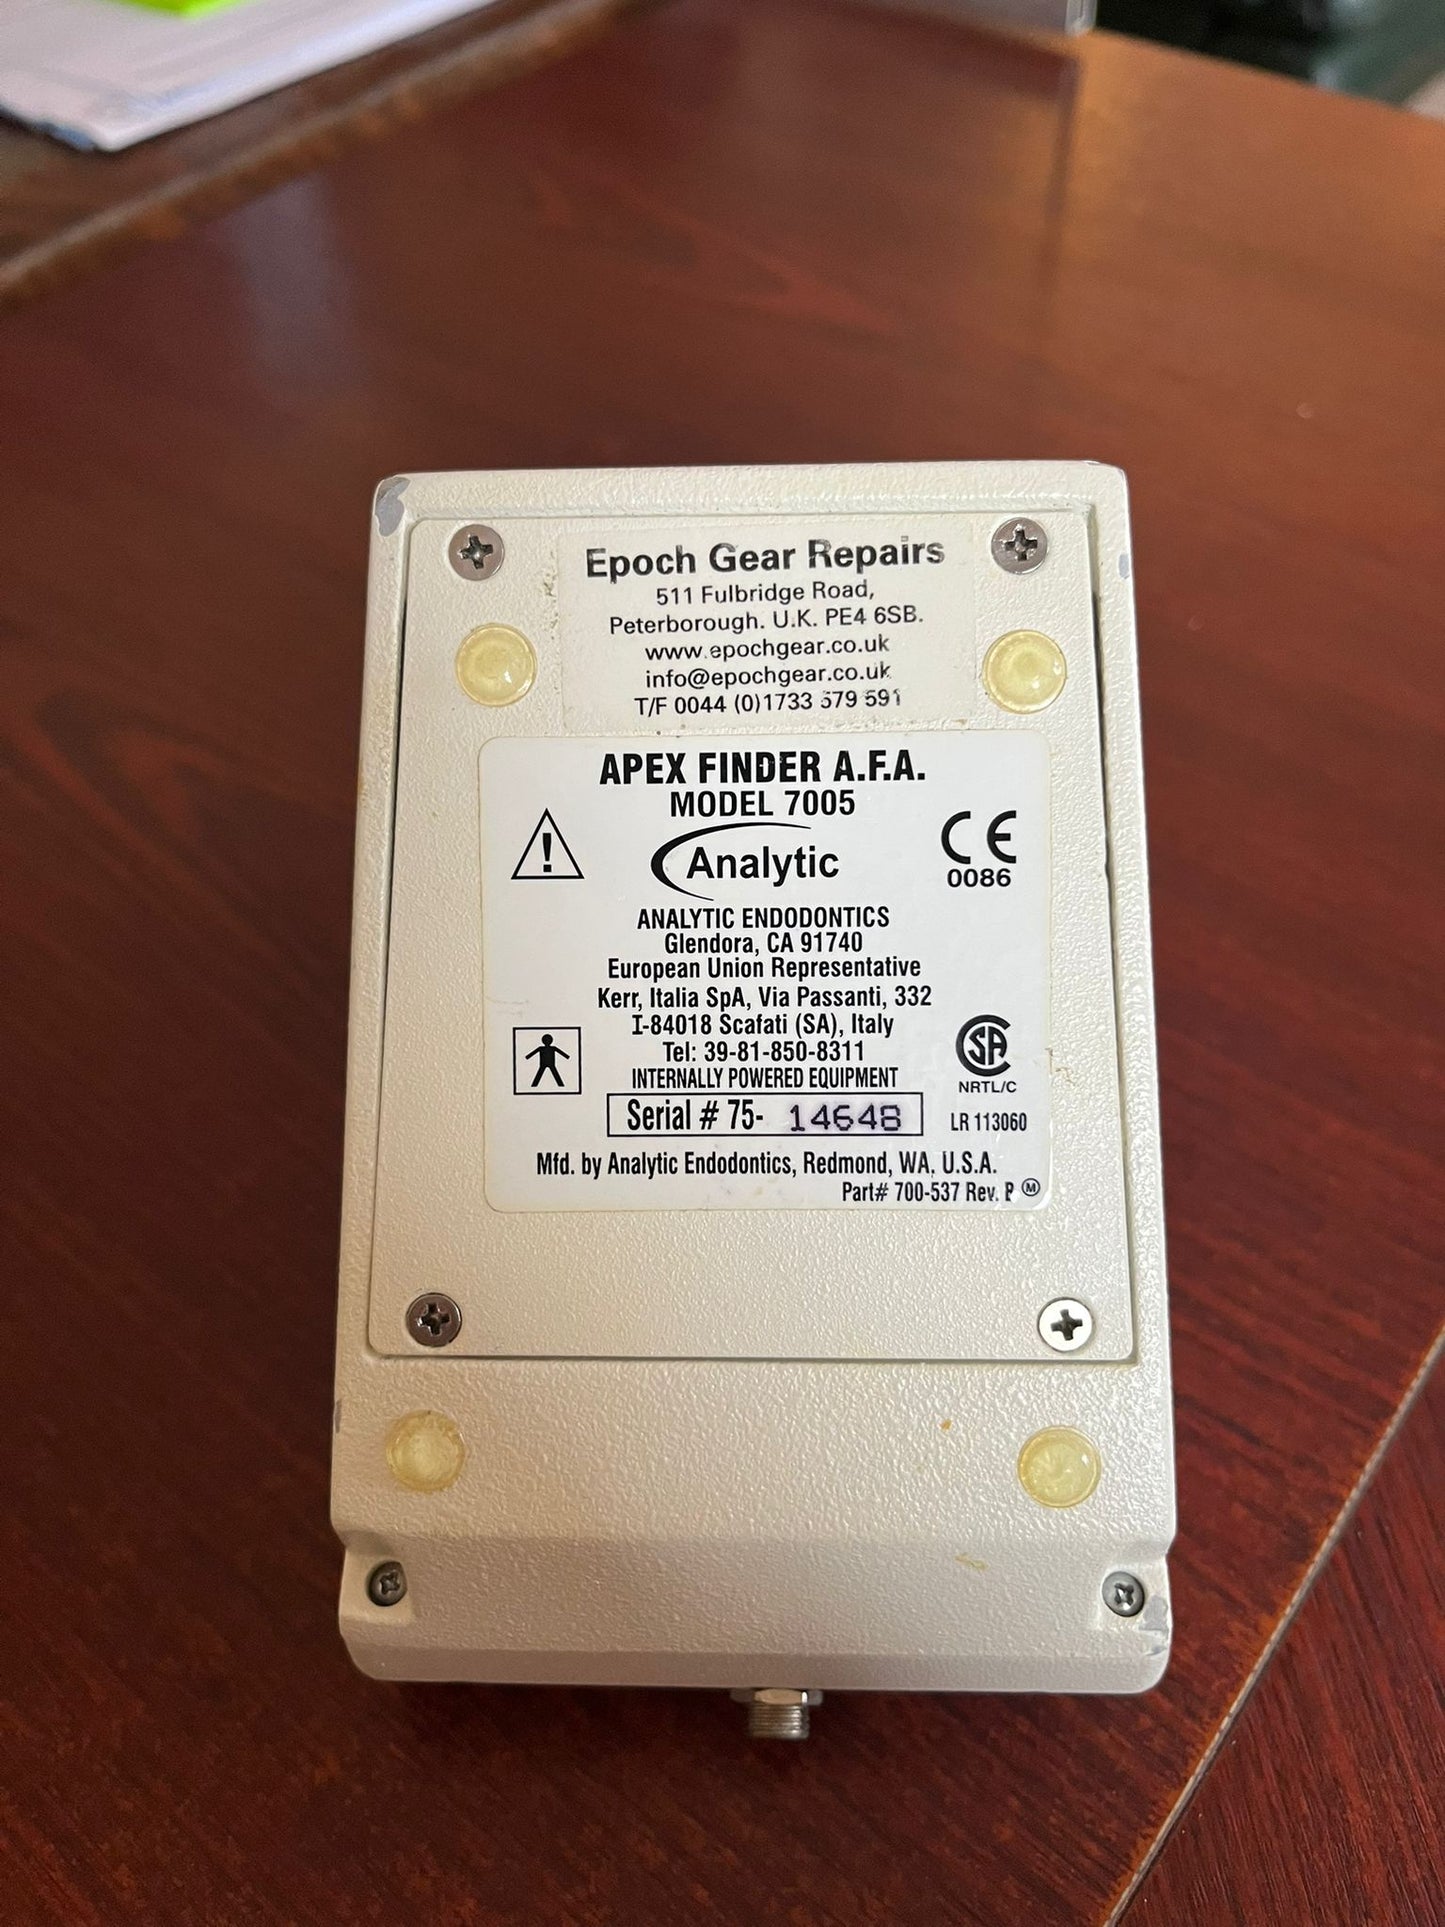 Epoch Gear Repairs
511 Fulbridge Road,
Peterborough. U.K. PE4 6SB.
www.epochgear.co.uk
info@epochgear.co.uk
T/F 0044 (0)1733 579 591
APEX FINDER A.F.A.
MODEL 7005
Analytic
CE
0086
ANALYTIC ENDODONTICS
Glendora, CA 91740
European Union Representative
Kerr, Italia SpA, Via Passanti, 332
I-84018 Scafati (SA), Italy
Tel: 39-81-850-8311
INTERNALLY POWERED EQUIPMENT
SA
NRTL/C
Serial # 75- 14648
LR 113060
Mfd. by Analytic Endodontics, Redmond, WA, U.S.A.
Part# 700-537 Rev. Ⓜ